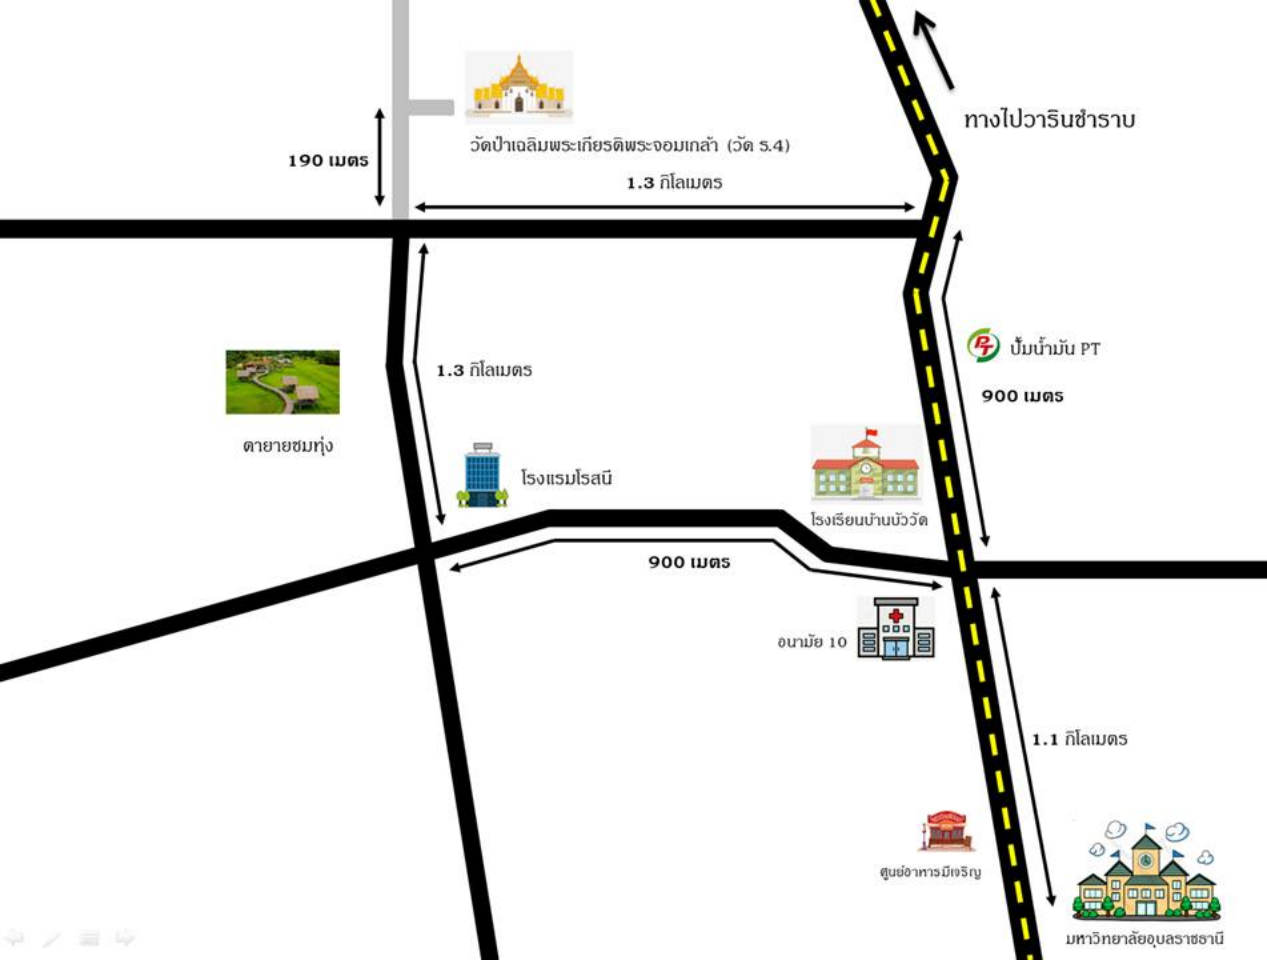 ทางไปวารินชำราบ
วัดป่าเฉลิมพระเกียรติพระจอมเกล้า (วัด ร.4)
190 เมตร
1.3 กิโลเมตร
PT
ปั๊มน้ำมัน PT
1.3 กิโลเมตร
900 เมตร
ตายายชมทุ่ง
โรงแรมโรสนี
โรงเรียนบ้านบัววัด
900 เมตร
อนามัย 10
1.1 กิโลเมตร
ศูนย์อาหารมีเจริญ
มหาวิทยาลัยอุบลราชธานี